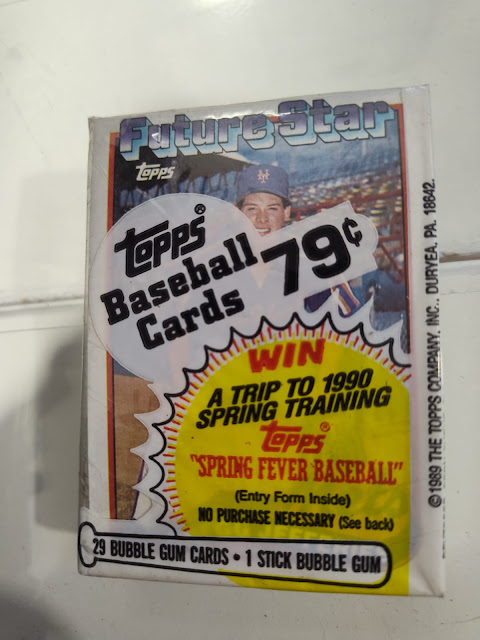 Future Star
Topps
NY
Topps®
Baseball
Cards
79¢
WIN
A TRIP TO 1990
SPRING TRAINING
Topps®
"SPRING FEVER BASEBALL"
(Entry Form Inside)
NO PURCHASE NECESSARY (See back)
29 BUBBLE GUM CARDS • 1 STICK BUBBLE GUM
©1989 THE TOPPS COMPANY, INC., DURYEA, PA. 18642.